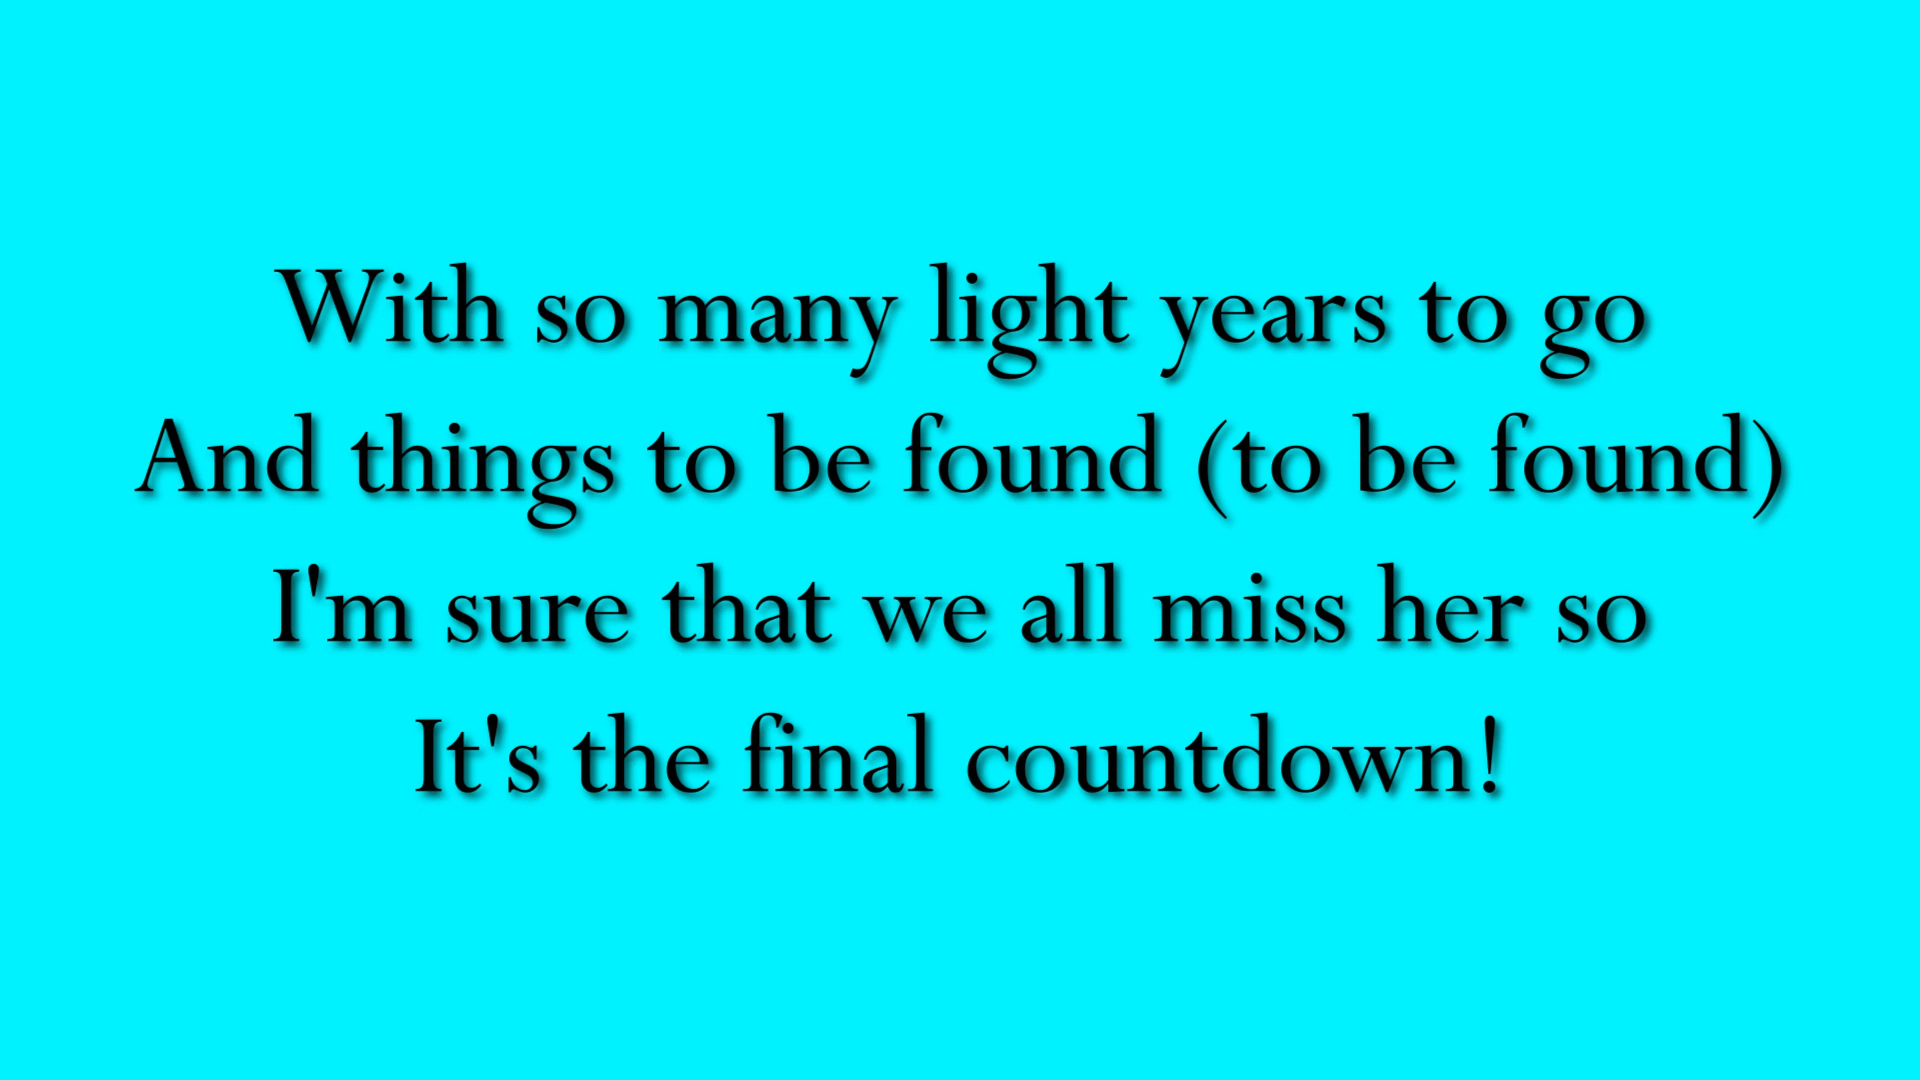 With so many light years to go
And things to be found (to be found)
I'm sure that we all miss her so
It's the final countdown!